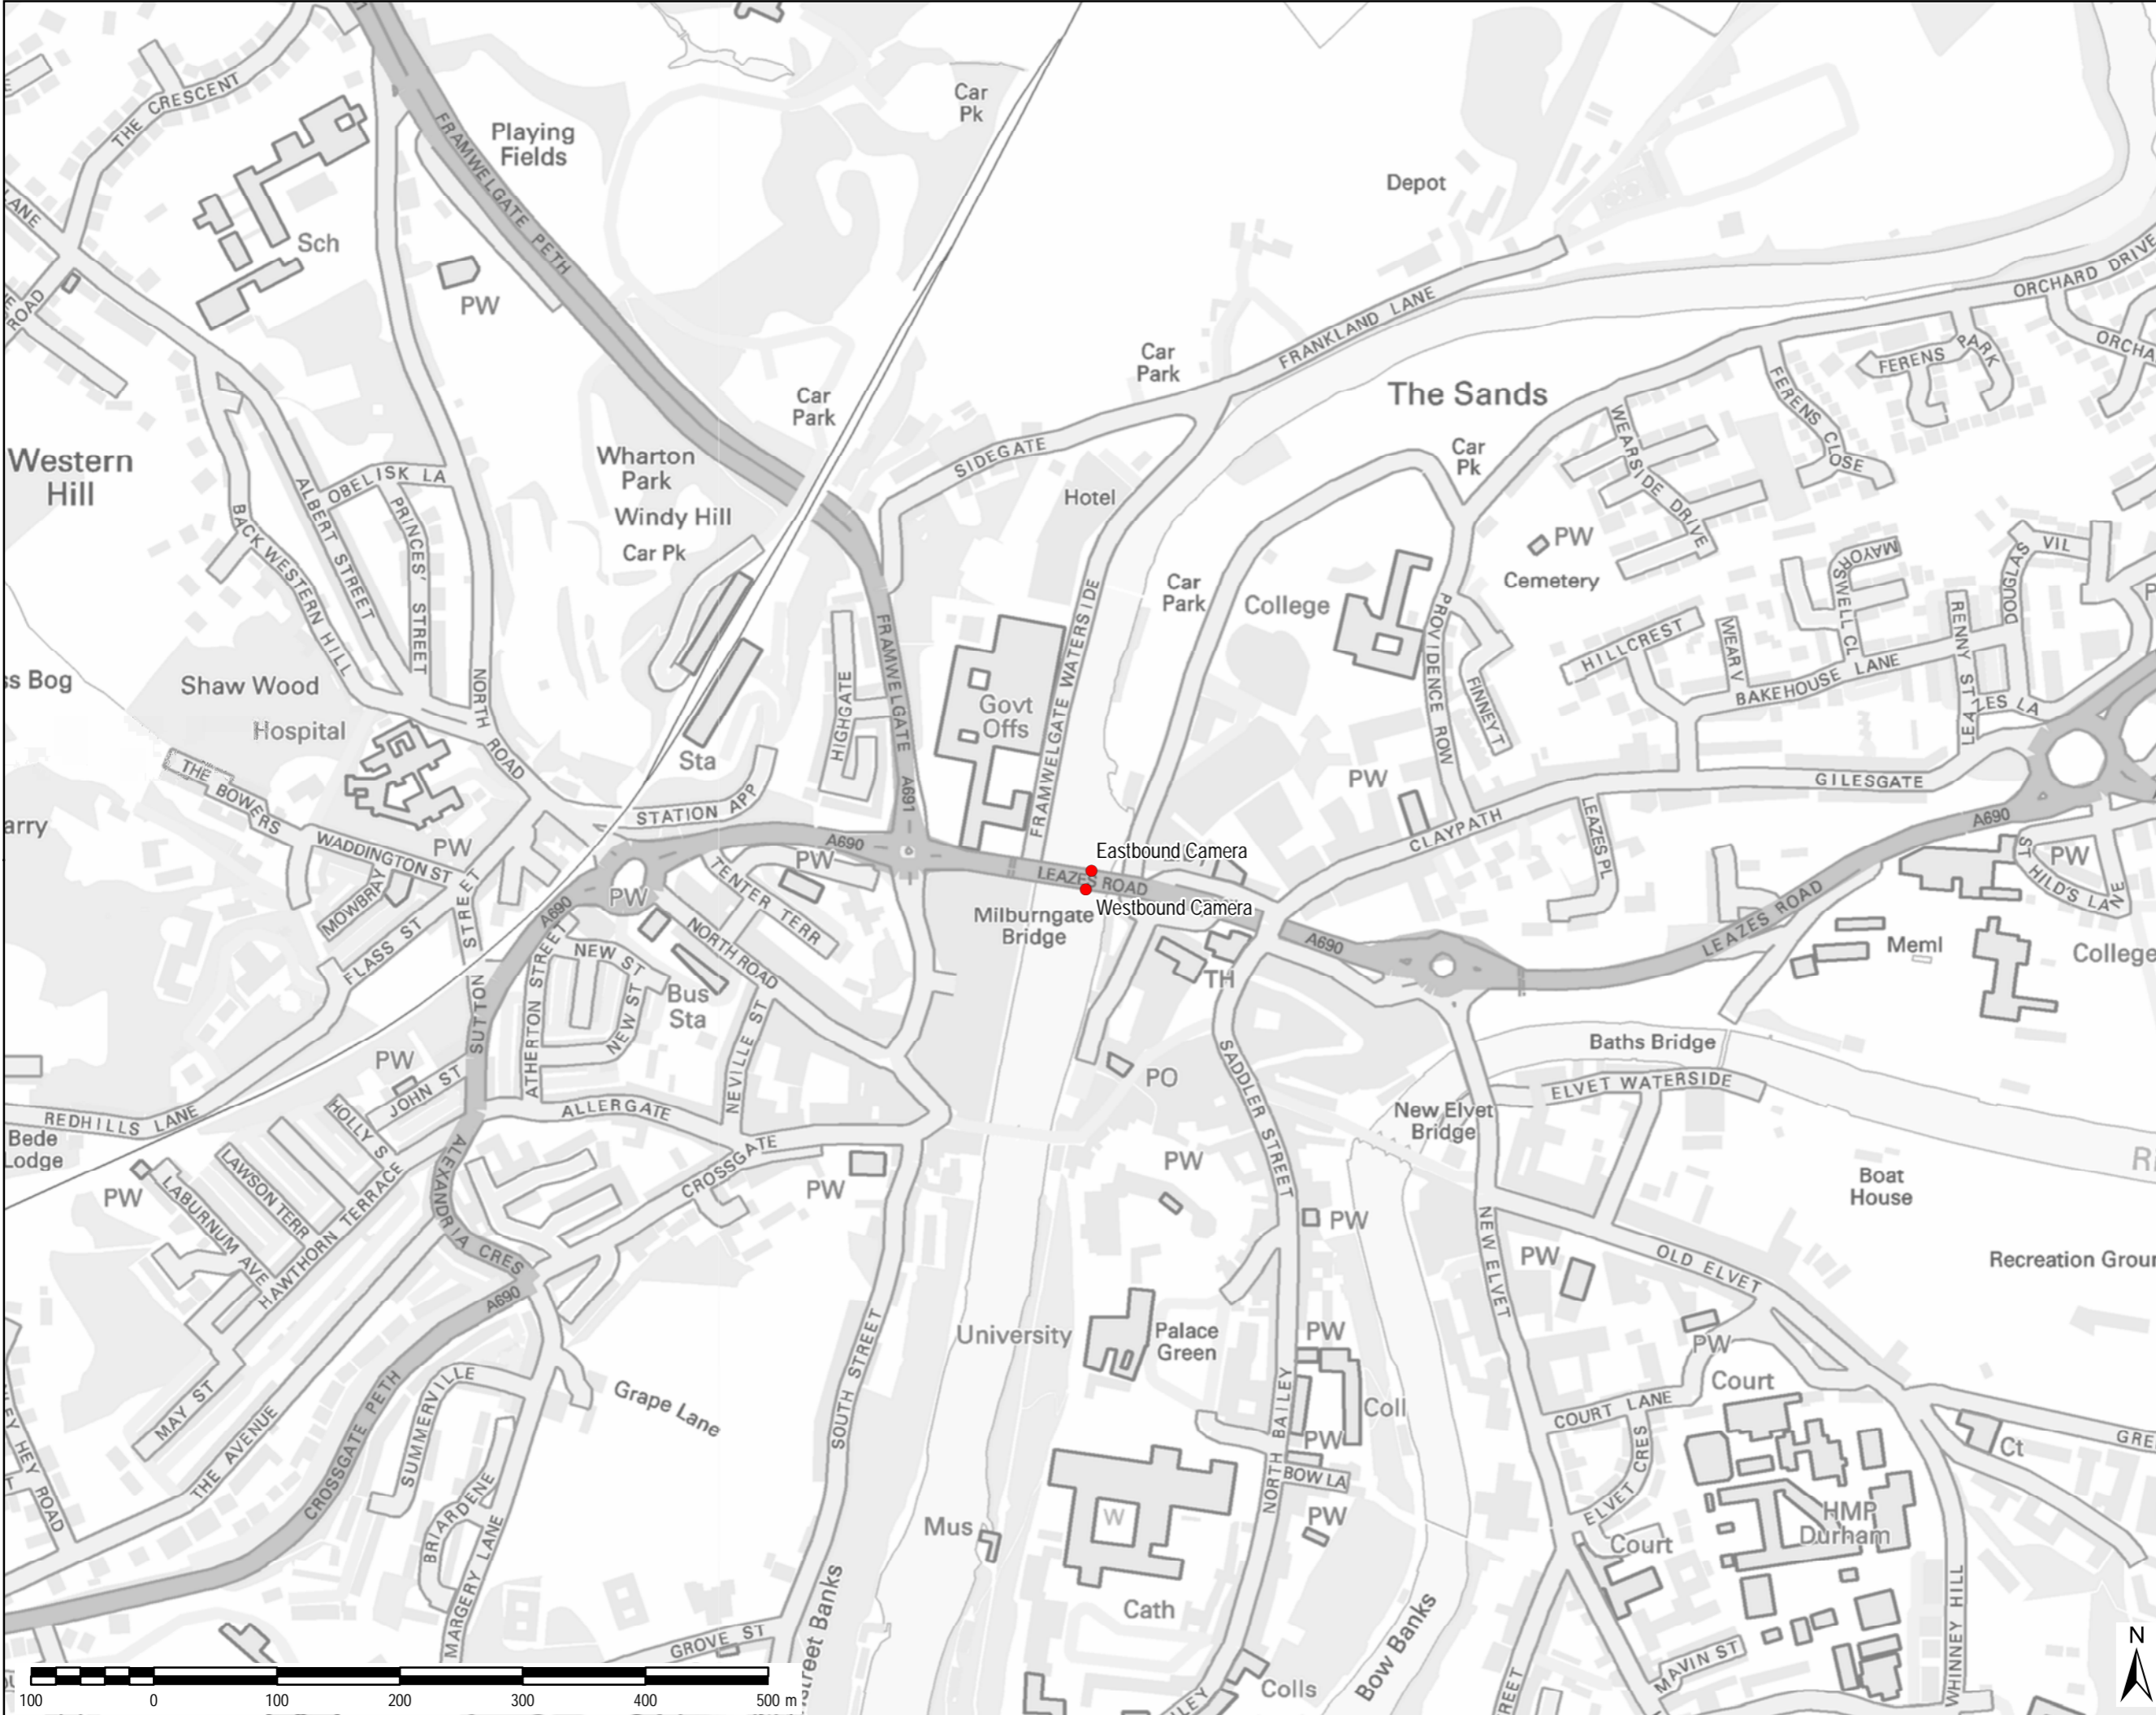 THE CRESCENT
LANE
ROAD
Sch
PW
FRAMWELGATE PETH
Playing
Fields
Car
Pk
Depot
FRANKLAND LANE
ORCHARD DRIVE
FERENS PARK
FERENS CLOSE
The Sands
Car
Park
Car
Pk
WEARSIDE DRIVE
Car
Park
SIDEGATE
Hotel
Wharton
Park
Windy Hill
Car Pk
Western
Hill
OBELISK LA
ALBERT STREET
PRINCES' STREET
BACK WESTERN HILL
NORTH ROAD
Shaw Wood
Hospital
THE BOWERS
WADDINGTON ST
PW
MOWBRAY
FLASS ST
SUTTON STREET
Sta
STATION APP
HIGHGATE
FRAMWELGATE
A691
Govt
Offs
FRAMWELGATE WATERSIDE
Car
Park
College
PROVIDENCE ROW
FINNEY T
PW
Cemetery
HILLCREST
WEAR V
MAYORSWELL CL
BAKEHOUSE LANE
RENNY ST
DOUGLAS VIL
LEAZES LA
GILESGATE
PW
CLAYPATH
LEAZES PL
A690
ST HILD'S LANE
PW
College
Meml
LEAZES ROAD
A690
PW
TENTER TERR
PW
NORTH ROAD
A690
Eastbound Camera
LEAZES ROAD
Westbound Camera
Milburngate
Bridge
TH
A690
ATHERTON STREET
NEW ST
NEW ST
Bus
Sta
NEVILLE ST
PO
SADDLER STREET
Baths Bridge
ELVET WATERSIDE
New Elvet
Bridge
Boat
House
Recreation Groun
REDHILLS LANE
Bede
Lodge
PW
JOHN ST
HOLLY S
ALLERGATE
CROSSGATE
PW
LAWSON TERR
LABURNUM AVE
HAWTHORN TERRACE
ALEXANDRIA CRES
A690
PW
PW
PW
NEW ELVET
OLD ELVET
PW
PW
University
Palace
Green
PW
SOUTH STREET
Grape Lane
SUMMERVILLE
CROSSGATE PETH
MAY ST
THE AVENUE
BRIARDENE
MARGERY LANE
NORTH BAILEY
Coll
PW
BOW LA
PW
COURT LANE
ELVET CRES
Court
Court
HMP
Durham
Ct
GRE
W
Mus
Cath
Colls
Bow Banks
MAVIN ST
WHINNEY HILL
GROVE ST
100 0 100 200 300 400 500 m
N